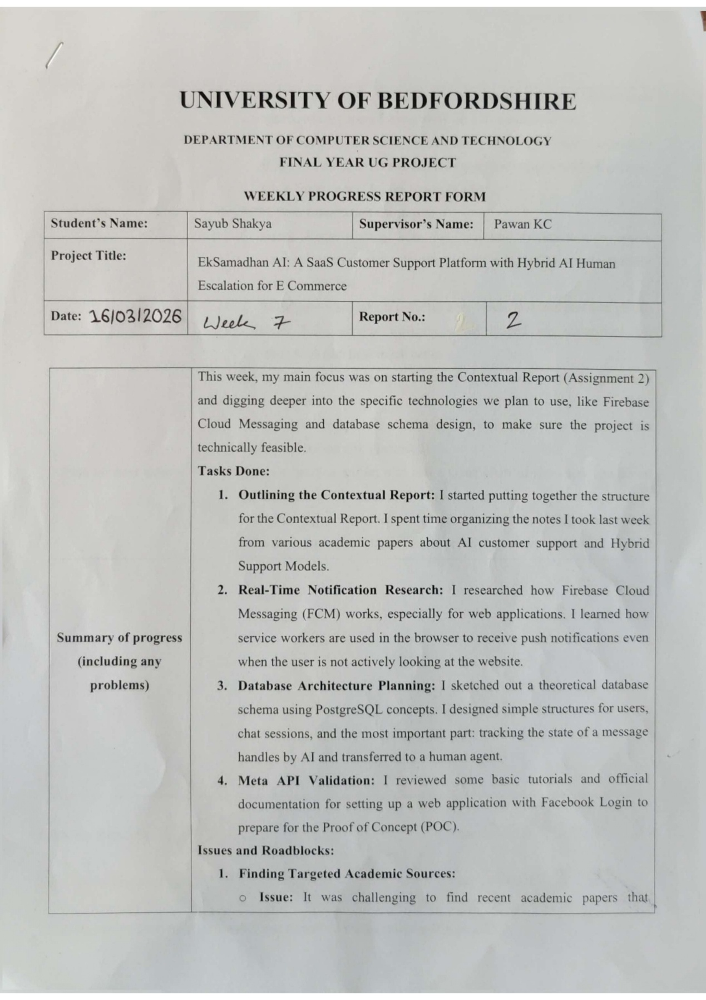 UNIVERSITY OF BEDFORDSHIRE
DEPARTMENT OF COMPUTER SCIENCE AND TECHNOLOGY
FINAL YEAR UG PROJECT
WEEKLY PROGRESS REPORT FORM
Student's Name: Sayub Shakya Supervisor's Name: Pawan KC
Project Title: EkSamadhan AI: A SaaS Customer Support Platform with Hybrid AI Human
Escalation for E Commerce
Date: 16/03/2026 Week 7 Report No.: 2
This week, my main focus was on starting the Contextual Report (Assignment 2)
and digging deeper into the specific technologies we plan to use, like Firebase
Cloud Messaging and database schema design, to make sure the project is
technically feasible.
Tasks Done:
1. Outlining the Contextual Report: I started putting together the structure
for the Contextual Report. I spent time organizing the notes I took last week
from various academic papers about AI customer support and Hybrid
Support Models.
2. Real-Time Notification Research: I researched how Firebase Cloud
Messaging (FCM) works, especially for web applications. I learned how
Summary of progress
service workers are used in the browser to receive push notifications even
(including any
when the user is not actively looking at the website.
problems)
3. Database Architecture Planning: I sketched out a theoretical database
schema using PostgreSQL concepts. I designed simple structures for users,
chat sessions, and the most important part: tracking the state of a message
handles by AI and transferred to a human agent.
4. Meta API Validation: I reviewed some basic tutorials and official
documentation for setting up a web application with Facebook Login to
prepare for the Proof of Concept (POC).
Issues and Roadblocks:
1. Finding Targeted Academic Sources:
○ Issue: It was challenging to find recent academic papers that